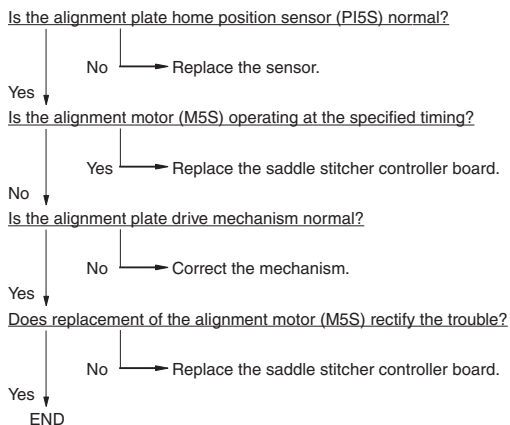 Is the alignment plate home position sensor (PI5S) normal?
No
Replace the sensor.
Yes
Is the alignment motor (M5S) operating at the specified timing?
Yes
Replace the saddle stitcher controller board.
No
Is the alignment plate drive mechanism normal?
No
Correct the mechanism.
Yes
Does replacement of the alignment motor (M5S) rectify the trouble?
No
Replace the saddle stitcher controller board.
Yes
END